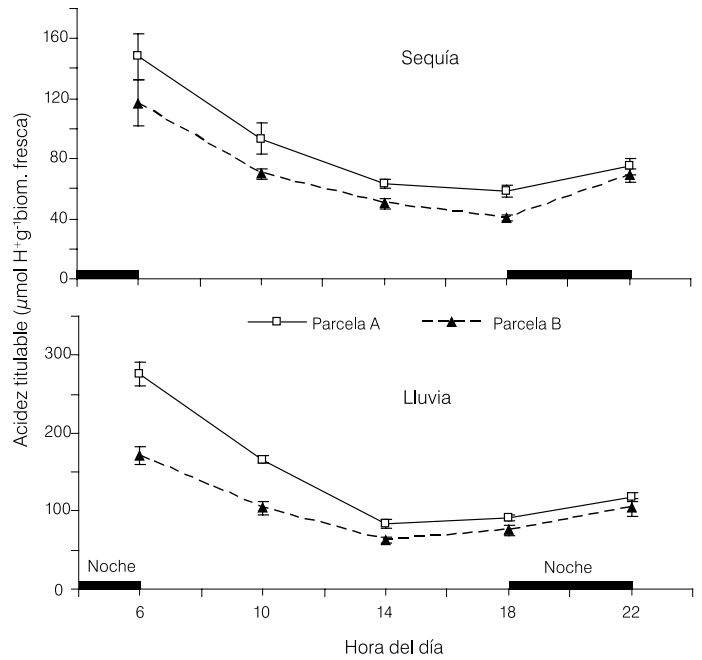 Acidez titulable (μmol H⁺g⁻¹biom. fresca)
160
Sequía
120
80
40
0
Parcela A
Parcela B
300
Lluvia
200
100
Noche
Noche
0
6
10
14
18
22
Hora del día